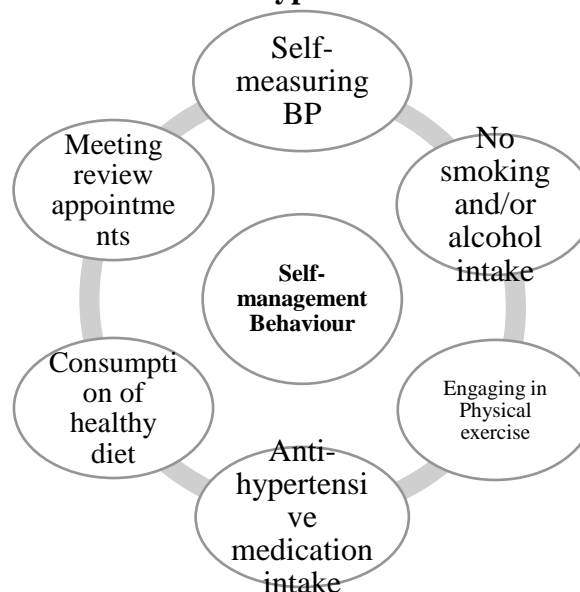 Self-
measuring
BP
No
smoking
and/or
alcohol
intake
Engaging in
Physical
exercise
Anti-
hypertensi
ve
medication
intake
Consumpti
on of
healthy
diet
Meeting
review
appointme
nts
Self-
management
Behaviour